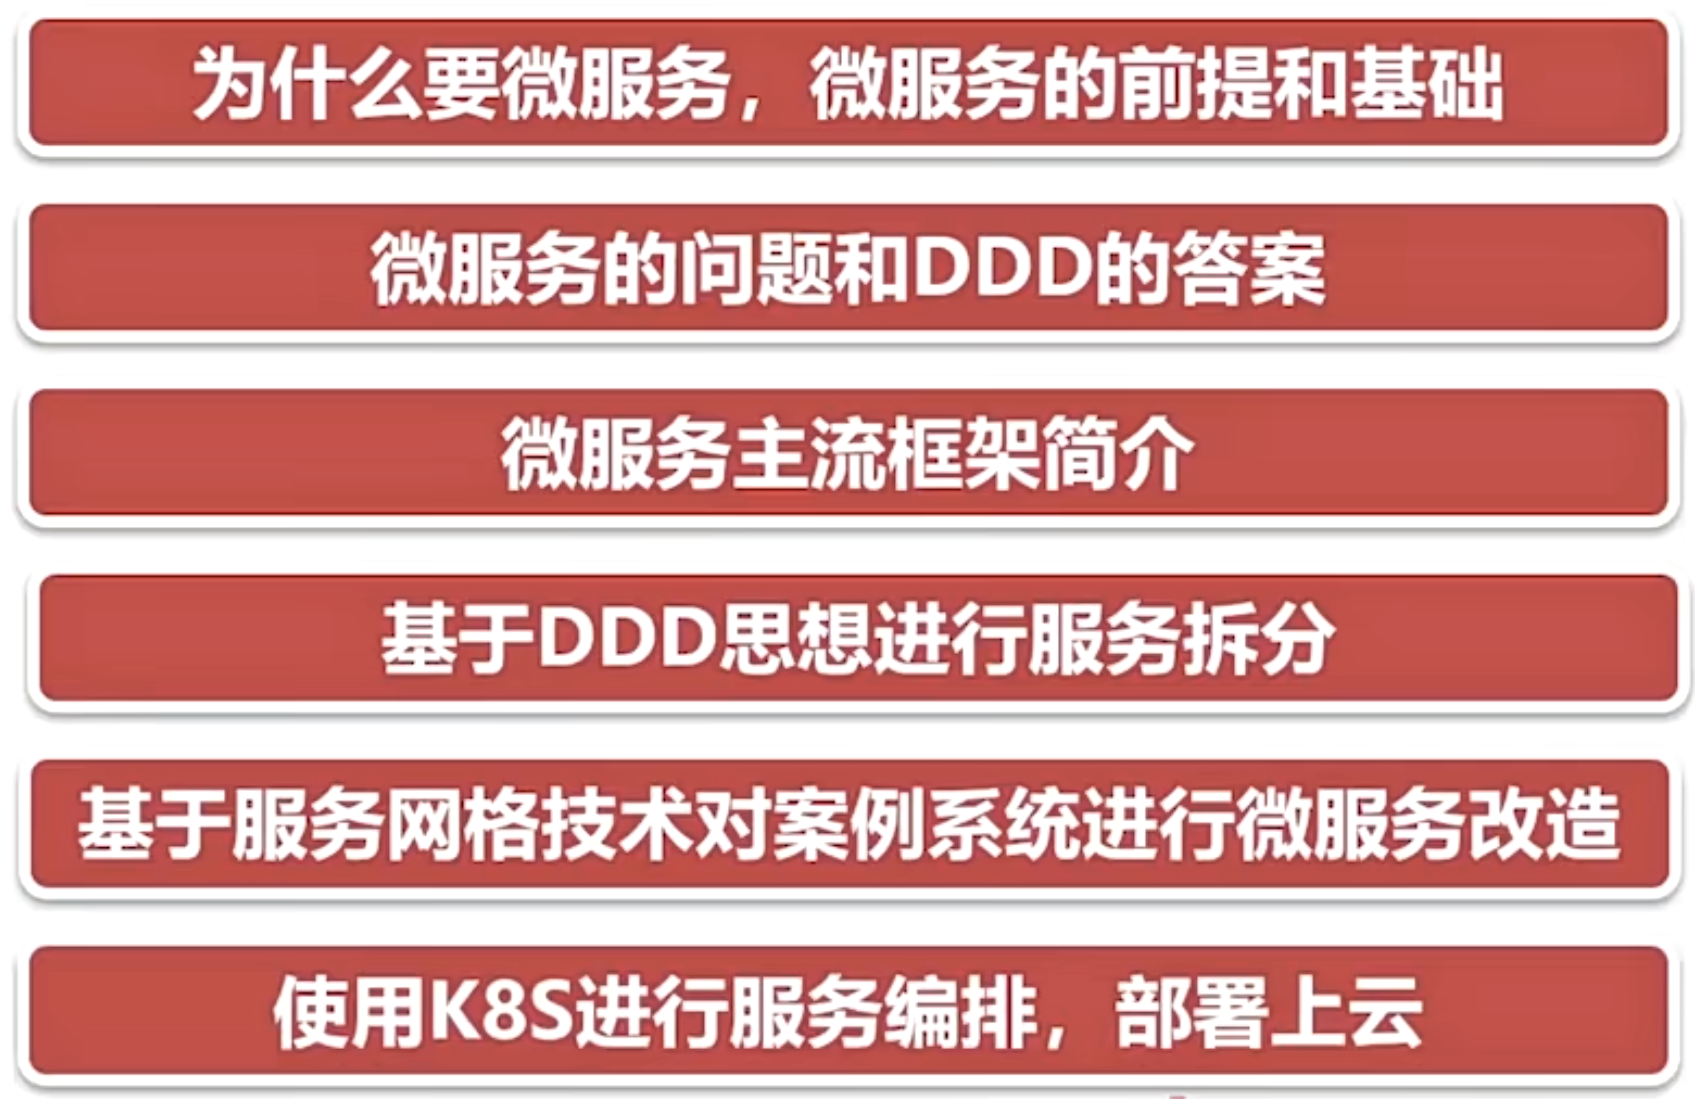 为什么要微服务，微服务的前提和基础
微服务的问题和DDD的答案
微服务主流框架简介
基于DDD思想进行服务拆分
基于服务网格技术对案例系统进行微服务改造
使用K8S进行服务编排，部署上云